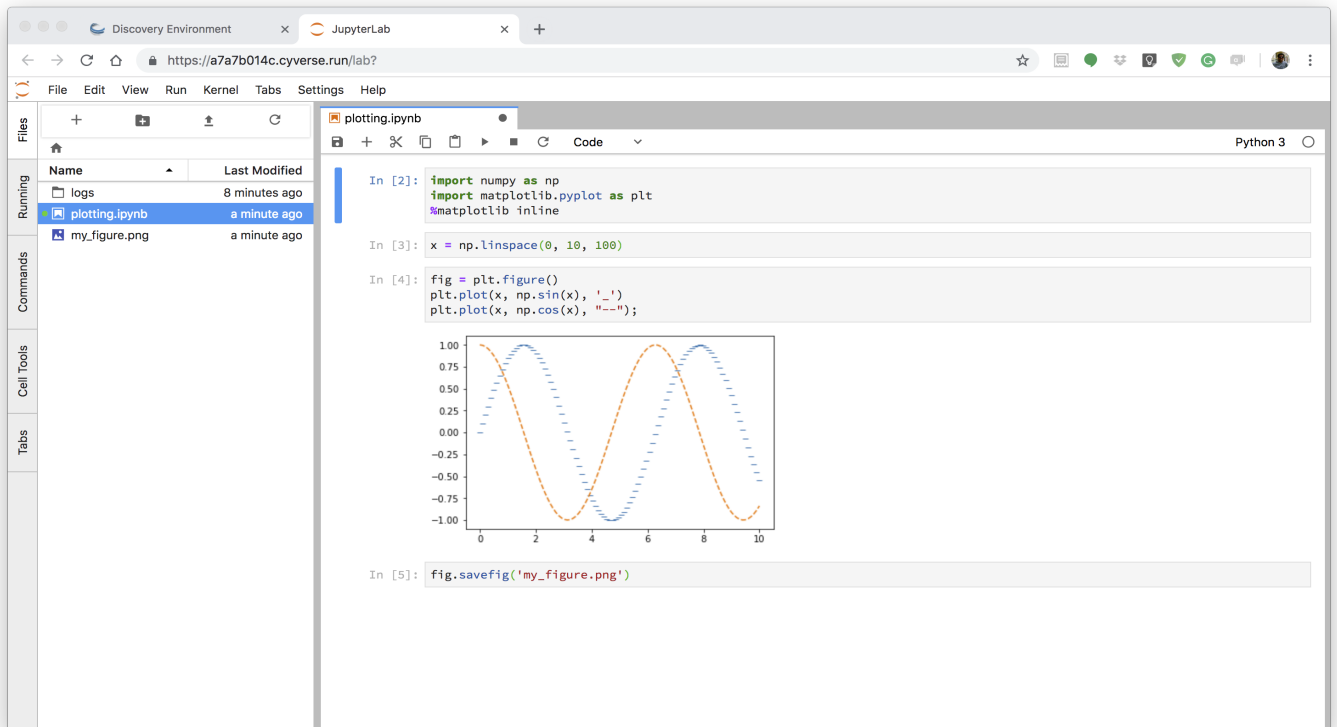 Discovery Environment
JupyterLab
https://a7a7b014c.cyverse.run/lab?
File Edit View Run Kernel Tabs Settings Help
Files
Running
Commands
Cell Tools
Tabs
Name Last Modified
logs 8 minutes ago
plotting.ipynb a minute ago
my_figure.png a minute ago
plotting.ipynb
Code
Python 3
In [2]: import numpy as np
import matplotlib.pyplot as plt
%matplotlib inline
In [3]: x = np.linspace(0, 10, 100)
In [4]: fig = plt.figure()
plt.plot(x, np.sin(x), '_')
plt.plot(x, np.cos(x), "--");
1.00
0.75
0.50
0.25
0.00
−0.25
−0.50
−0.75
−1.00
0 2 4 6 8 10
In [5]: fig.savefig('my_figure.png')